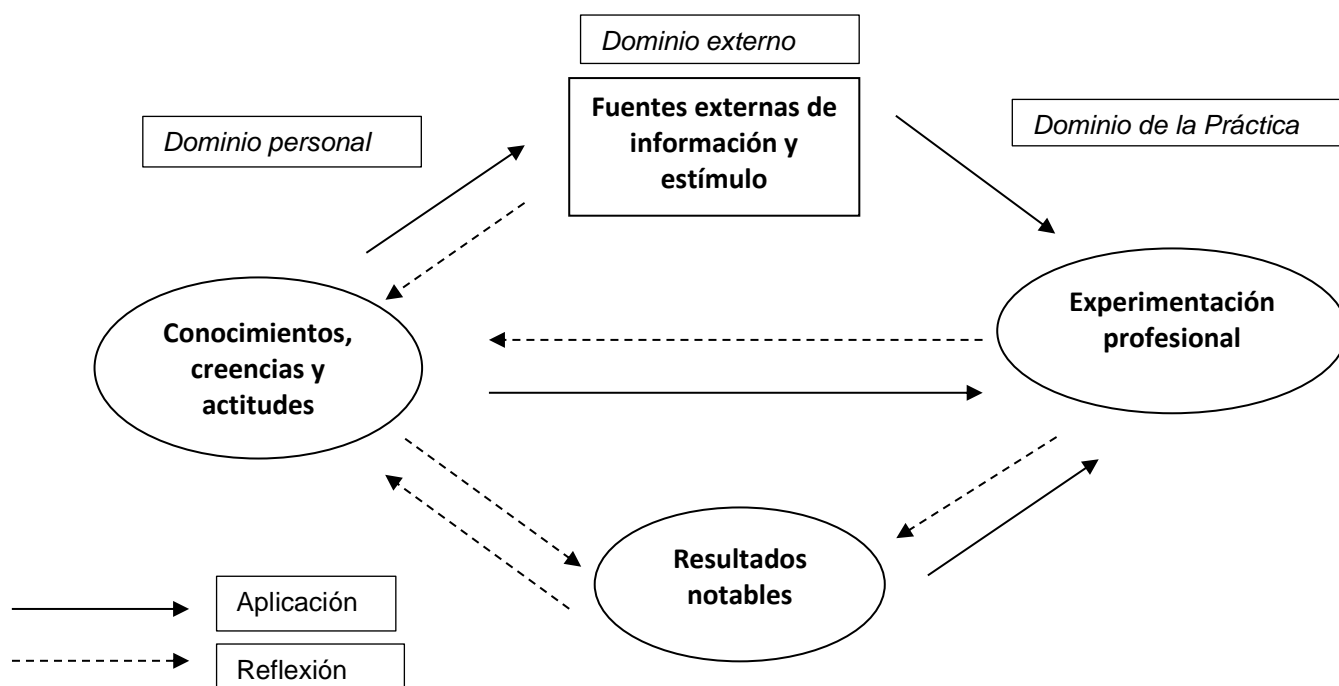 Dominio externo
Fuentes externas de
información y
estímulo
Dominio personal
Dominio de la Práctica
Conocimientos,
creencias y
actitudes
Experimentación
profesional
Resultados
notables
Aplicación
Reflexión